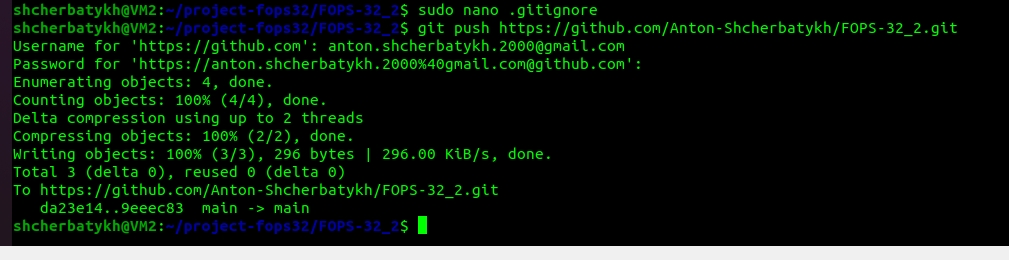 shcherbatykh@VM2:~/project-fops32/FOPS-32_2$ sudo nano .gitignore
shcherbatykh@VM2:~/project-fops32/FOPS-32_2$ git push https://github.com/Anton-Shcherbatykh/FOPS-32_2.git
Username for 'https://github.com': anton.shcherbatykh.2000@gmail.com
Password for 'https://anton.shcherbatykh.2000%40gmail.com@github.com':
Enumerating objects: 4, done.
Counting objects: 100% (4/4), done.
Delta compression using up to 2 threads
Compressing objects: 100% (2/2), done.
Writing objects: 100% (3/3), 296 bytes | 296.00 KiB/s, done.
Total 3 (delta 0), reused 0 (delta 0)
To https://github.com/Anton-Shcherbatykh/FOPS-32_2.git
   da23e14..9eeec83  main -> main
shcherbatykh@VM2:~/project-fops32/FOPS-32_2$